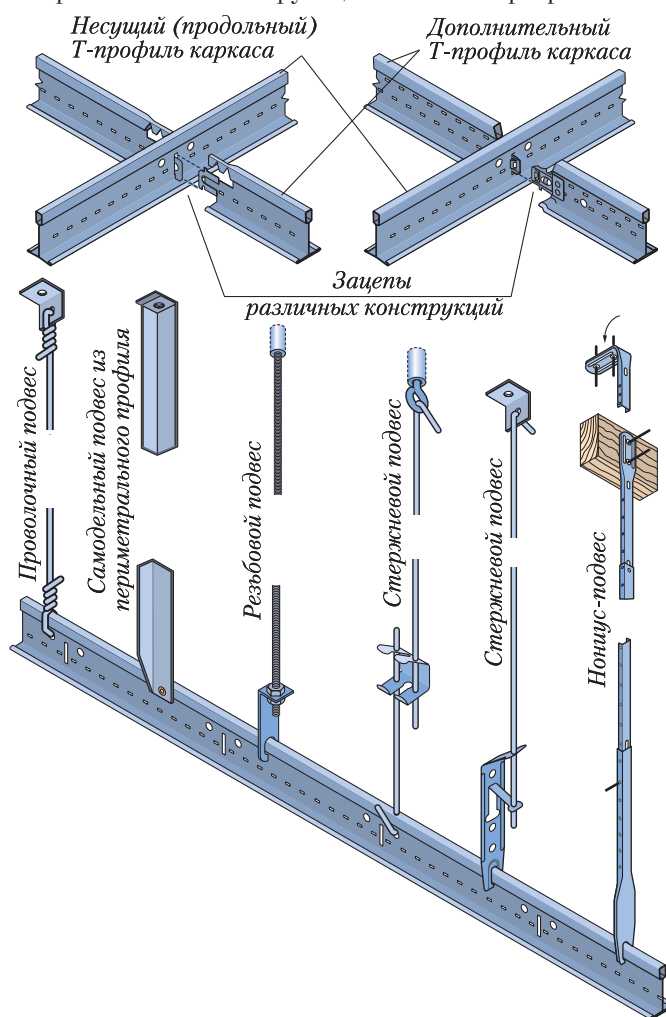 Несущий (продольный)
Т-профиль каркаса
Дополнительный
Т-профиль каркаса
Зацепы
различных конструкций
Проволочный подвес
Самодельный подвес из
периметрального профиля
Резьбовой подвес
Стержневой подвес
Стержневой подвес
Нониус-подвес